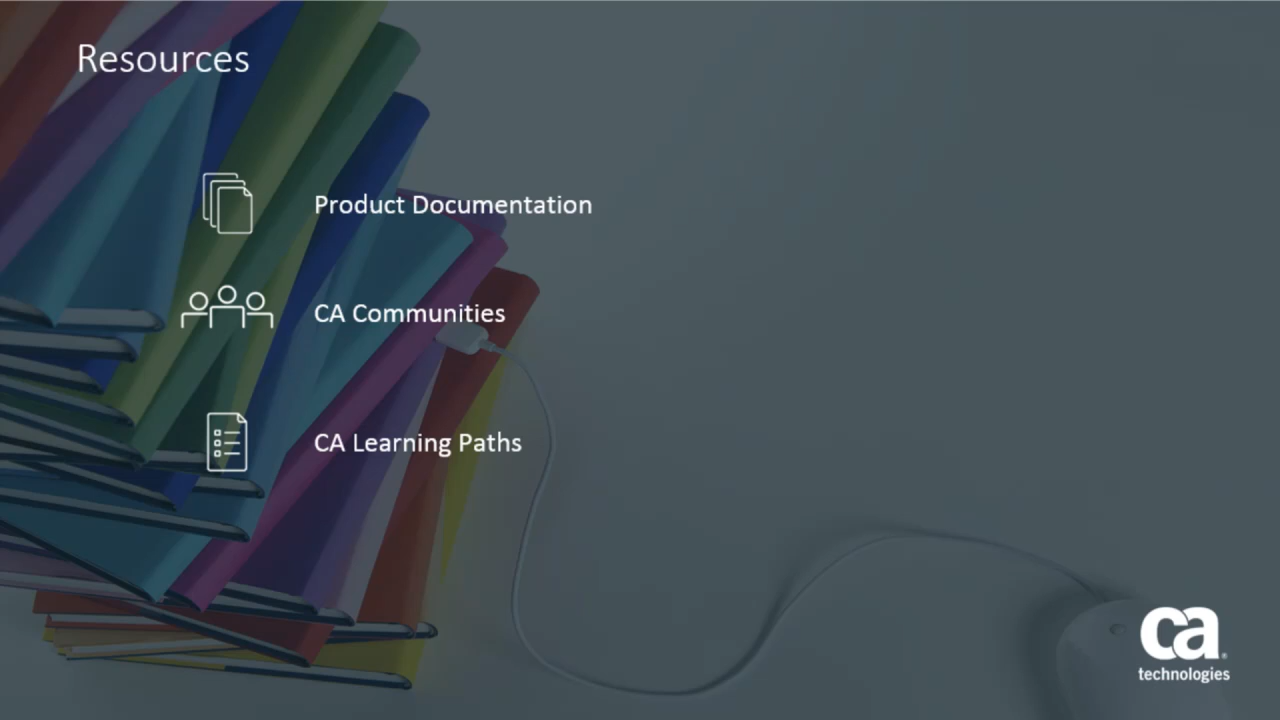 Resources
Product Documentation
CA Communities
CA Learning Paths
ca
technologies